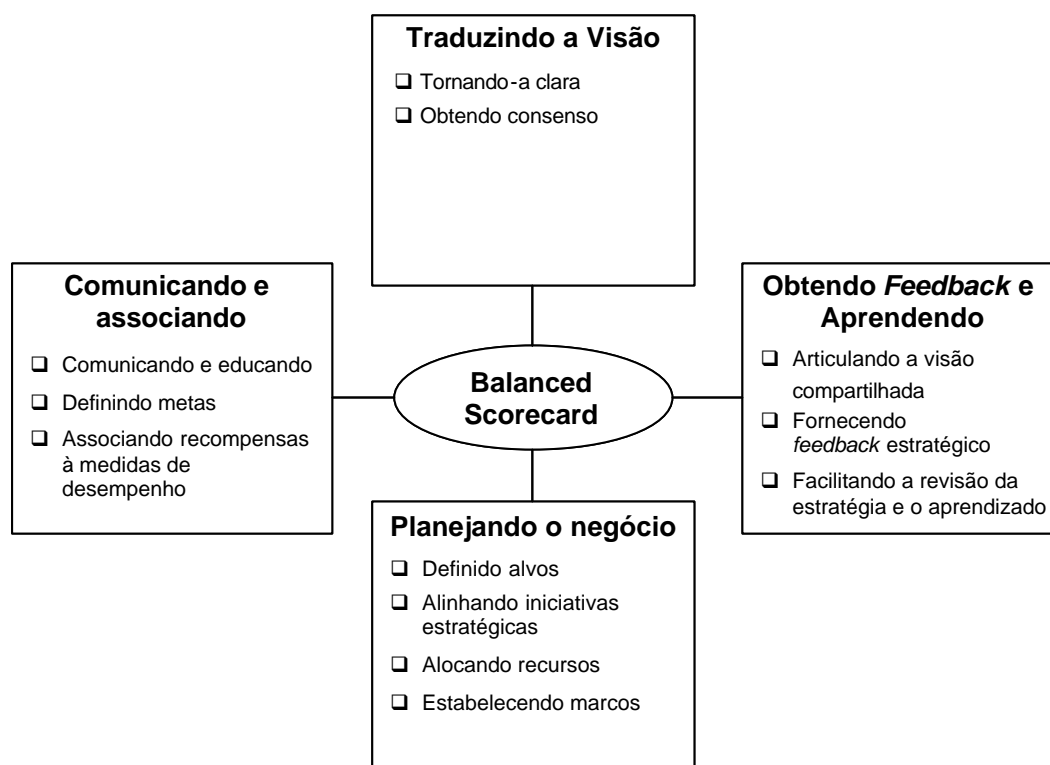 Traduzindo a Visão
❑ Tornando-a clara
❑ Obtendo consenso
Comunicando e
associando
❑ Comunicando e educando
❑ Definindo metas
❑ Associando recompensas
à medidas de
desempenho
Balanced
Scorecard
Obtendo Feedback e
Aprendendo
❑ Articulando a visão
compartilhada
❑ Fornecendo
feedback estratégico
❑ Facilitando a revisão da
estratégia e o aprendizado
Planejando o negócio
❑ Definido alvos
❑ Alinhando iniciativas
estratégicas
❑ Alocando recursos
❑ Estabelecendo marcos